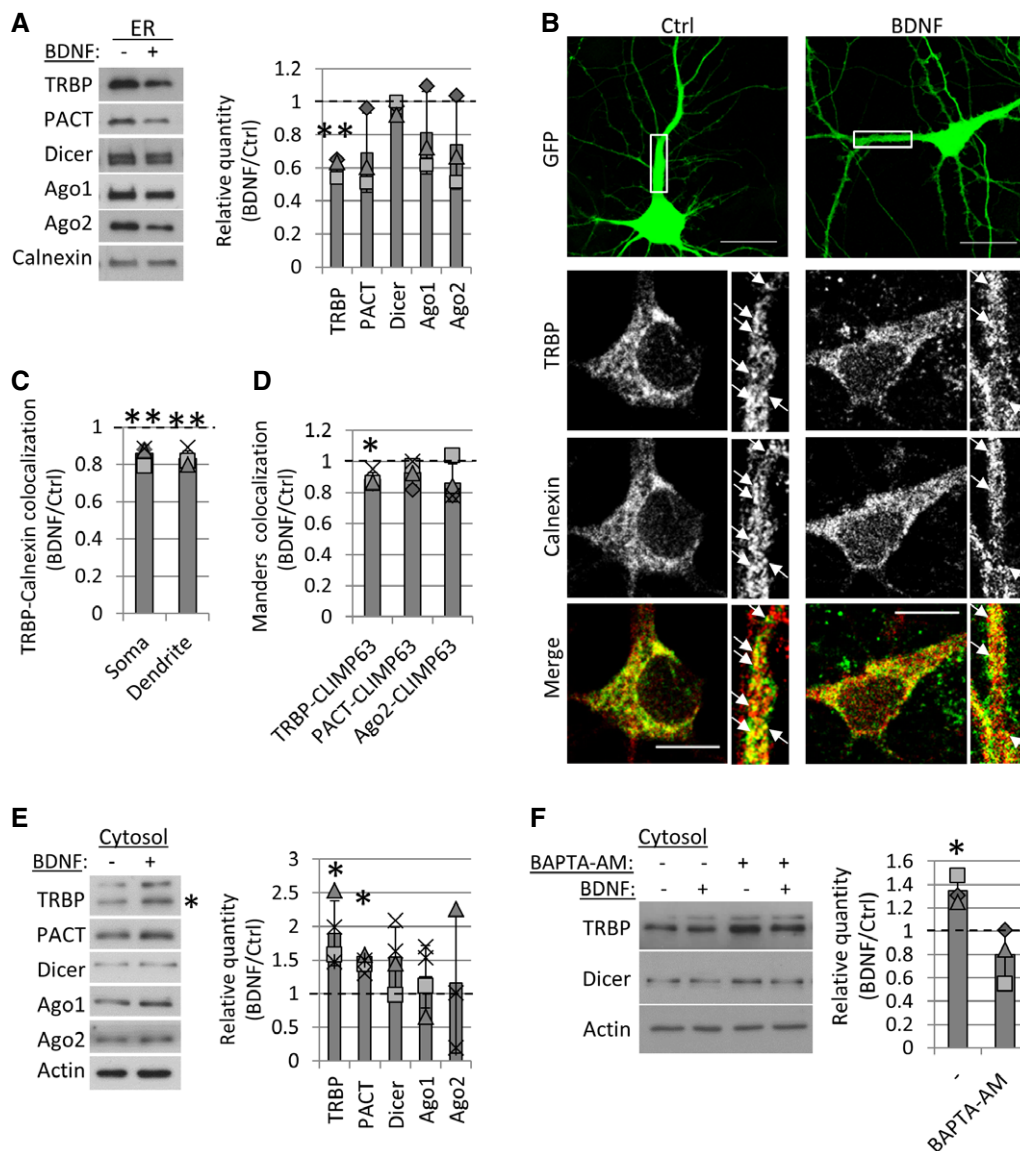 A
ER
BDNF: - +
TRBP
PACT
Dicer
Ago1
Ago2
Calnexin
Relative quantity
(BDNF/Ctrl)
1.2
1
0.8
0.6
0.4
0.2
0
**
TRBP
PACT
Dicer
Ago1
Ago2
B
Ctrl
BDNF
GFP
TRBP
Calnexin
Merge
C
TRBP-Calnexin colocalization
(BDNF/Ctrl)
1
0.8
0.6
0.4
0.2
0
** **
Soma
Dendrite
D
Manders colocalization
(BDNF/Ctrl)
1.2
1
0.8
0.6
0.4
0.2
0
*
TRBP-CLIMP63
PACT-CLIMP63
Ago2-CLIMP63
E
Cytosol
BDNF: - +
TRBP *
PACT
Dicer
Ago1
Ago2
Actin
Relative quantity
(BDNF/Ctrl)
3
2.5
2
1.5
1
0.5
0
* *
TRBP
PACT
Dicer
Ago1
Ago2
F
Cytosol
BAPTA-AM: - - + +
BDNF: - + - +
TRBP
Dicer
Actin
Relative quantity
(BDNF/Ctrl)
1.6
1.4
1.2
1
0.8
0.6
0.4
0.2
0
*
-
BAPTA-AM